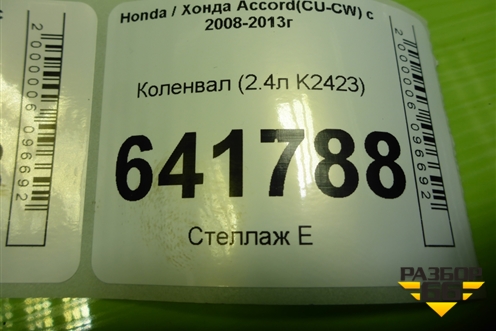 Honda / Хонда Accord(CU-CW) с
2008-2013г
Коленвал (2.4л K2423)
641788
Стеллаж Е
2000006096692
2000006096692
РАЗБОР